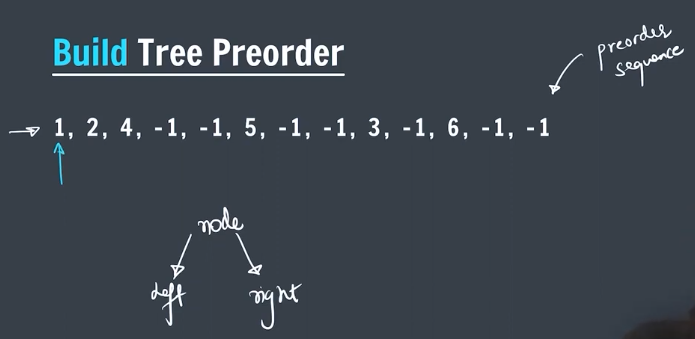 Build Tree Preorder
preorder
sequence
1, 2, 4, -1, -1, 5, -1, -1, 3, -1, 6, -1, -1
node
left
right